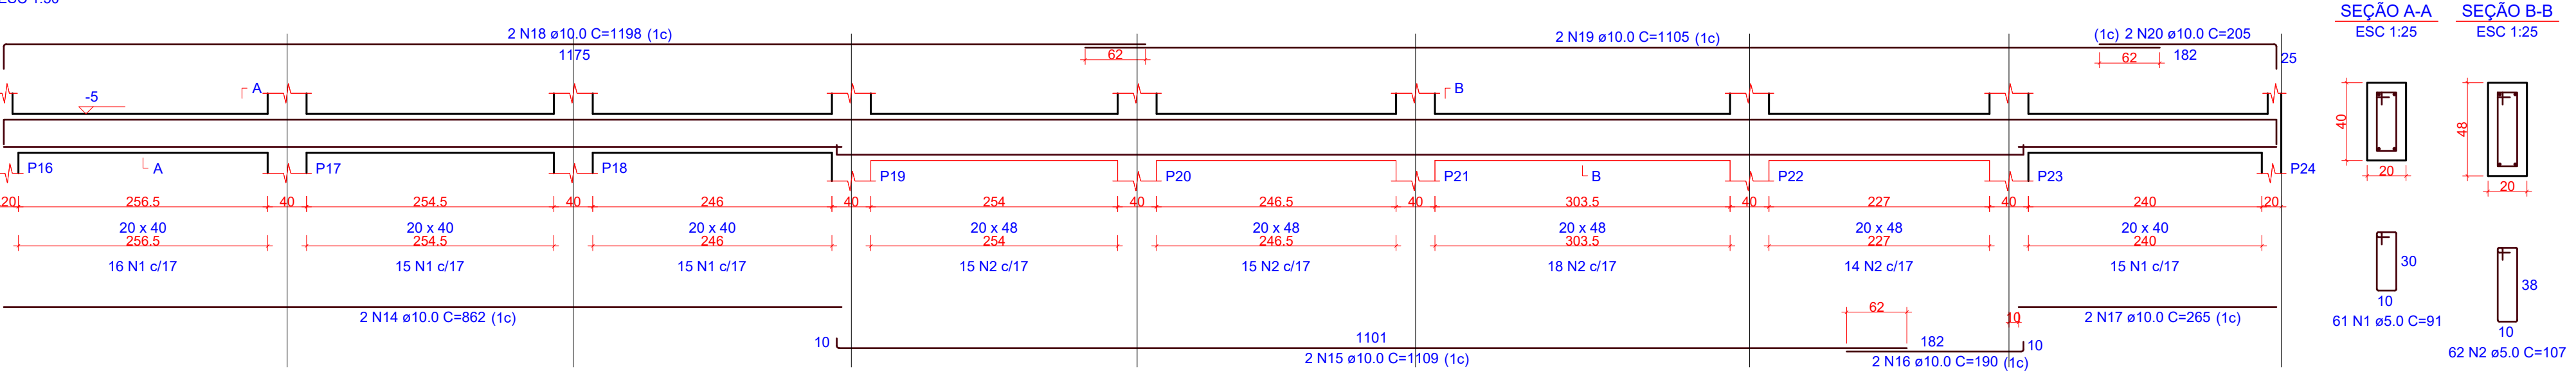 2 N18 ø10.0 C=1198 (1c)
1175
62
2 N19 ø10.0 C=1105 (1c)
(1c) 2 N20 ø10.0 C=205
62 182
25
SEÇÃO A-A
ESC 1:25
SEÇÃO B-B
ESC 1:25
-5
A
B
40
20
48
20
P16 A P17 P18 P19 P20 P21 B P22 P23 P24
20 256.5 40 254.5 40 246 40 254 40 246.5 40 303.5 40 227 40 240 20
20 x 40 20 x 40 20 x 40 20 x 48 20 x 48 20 x 48 20 x 48 20 x 40
256.5 254.5 246 254 246.5 303.5 227 240
16 N1 c/17 15 N1 c/17 15 N1 c/17 15 N2 c/17 15 N2 c/17 18 N2 c/17 14 N2 c/17 15 N1 c/17
30
10
61 N1 ø5.0 C=91
38
10
62 N2 ø5.0 C=107
2 N14 ø10.0 C=862 (1c)
62
10
2 N17 ø10.0 C=265 (1c)
10
1101
2 N15 ø10.0 C=1109 (1c)
182
10
2 N16 ø10.0 C=190 (1c)